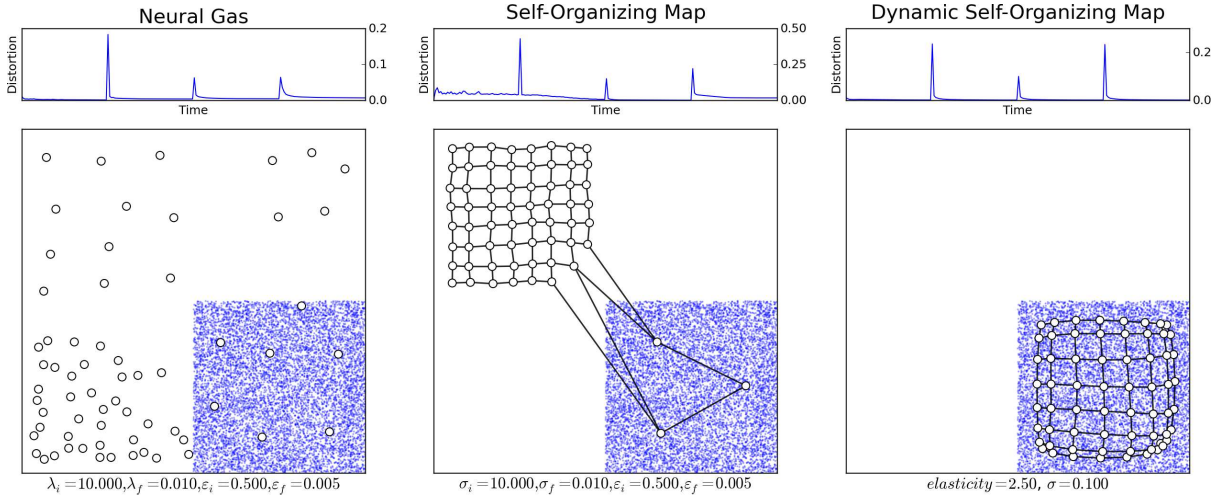 Neural Gas
Distortion
0.2
0.1
0.0
Time
λi =10.000,λf =0.010,εi =0.500,εf =0.005
Self-Organizing Map
Distortion
0.50
0.25
0.00
Time
σi =10.000,σf =0.010,εi =0.500,εf =0.005
Dynamic Self-Organizing Map
Distortion
0.2
0.0
Time
elasticity=2.50, σ=0.100